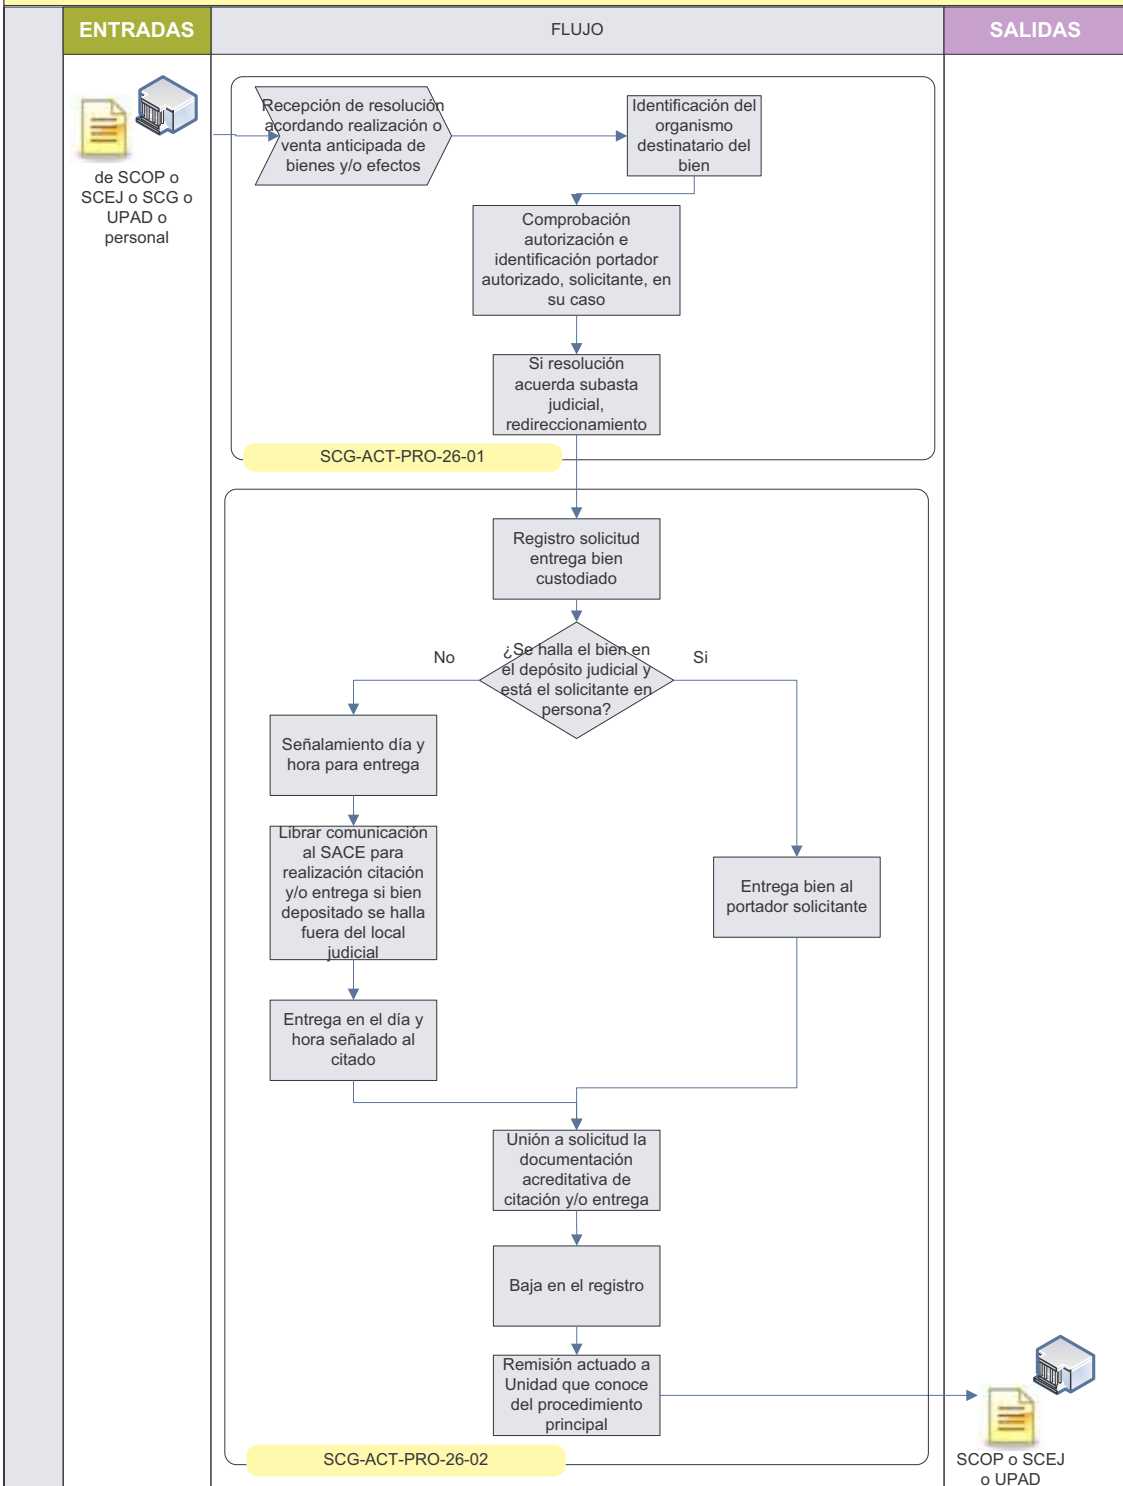 ENTRADAS
FLUJO
SALIDAS
de SCOP o
SCEJ o SCG o
UPAD o
personal
Recepción de resolución
acordando realización o
venta anticipada de
bienes y/o efectos
Identificación del
organismo
destinatario del
bien
Comprobación
autorización e
identificación portador
autorizado, solicitante, en
su caso
Si resolución
acuerda subasta
judicial,
redireccionamiento
SCG-ACT-PRO-26-01
Registro solicitud
entrega bien
custodiado
¿Se halla el bien en
el depósito judicial y
está el solicitante en
persona?
No
Si
Señalamiento día y
hora para entrega
Librar comunicación
al SACE para
realización citación
y/o entrega si bien
depositado se halla
fuera del local
judicial
Entrega bien al
portador solicitante
Entrega en el día y
hora señalado al
citado
Unión a solicitud la
documentación
acreditativa de
citación y/o entrega
Baja en el registro
Remisión actuado a
Unidad que conoce
del procedimiento
principal
SCG-ACT-PRO-26-02
SCOP o SCEJ
o UPAD